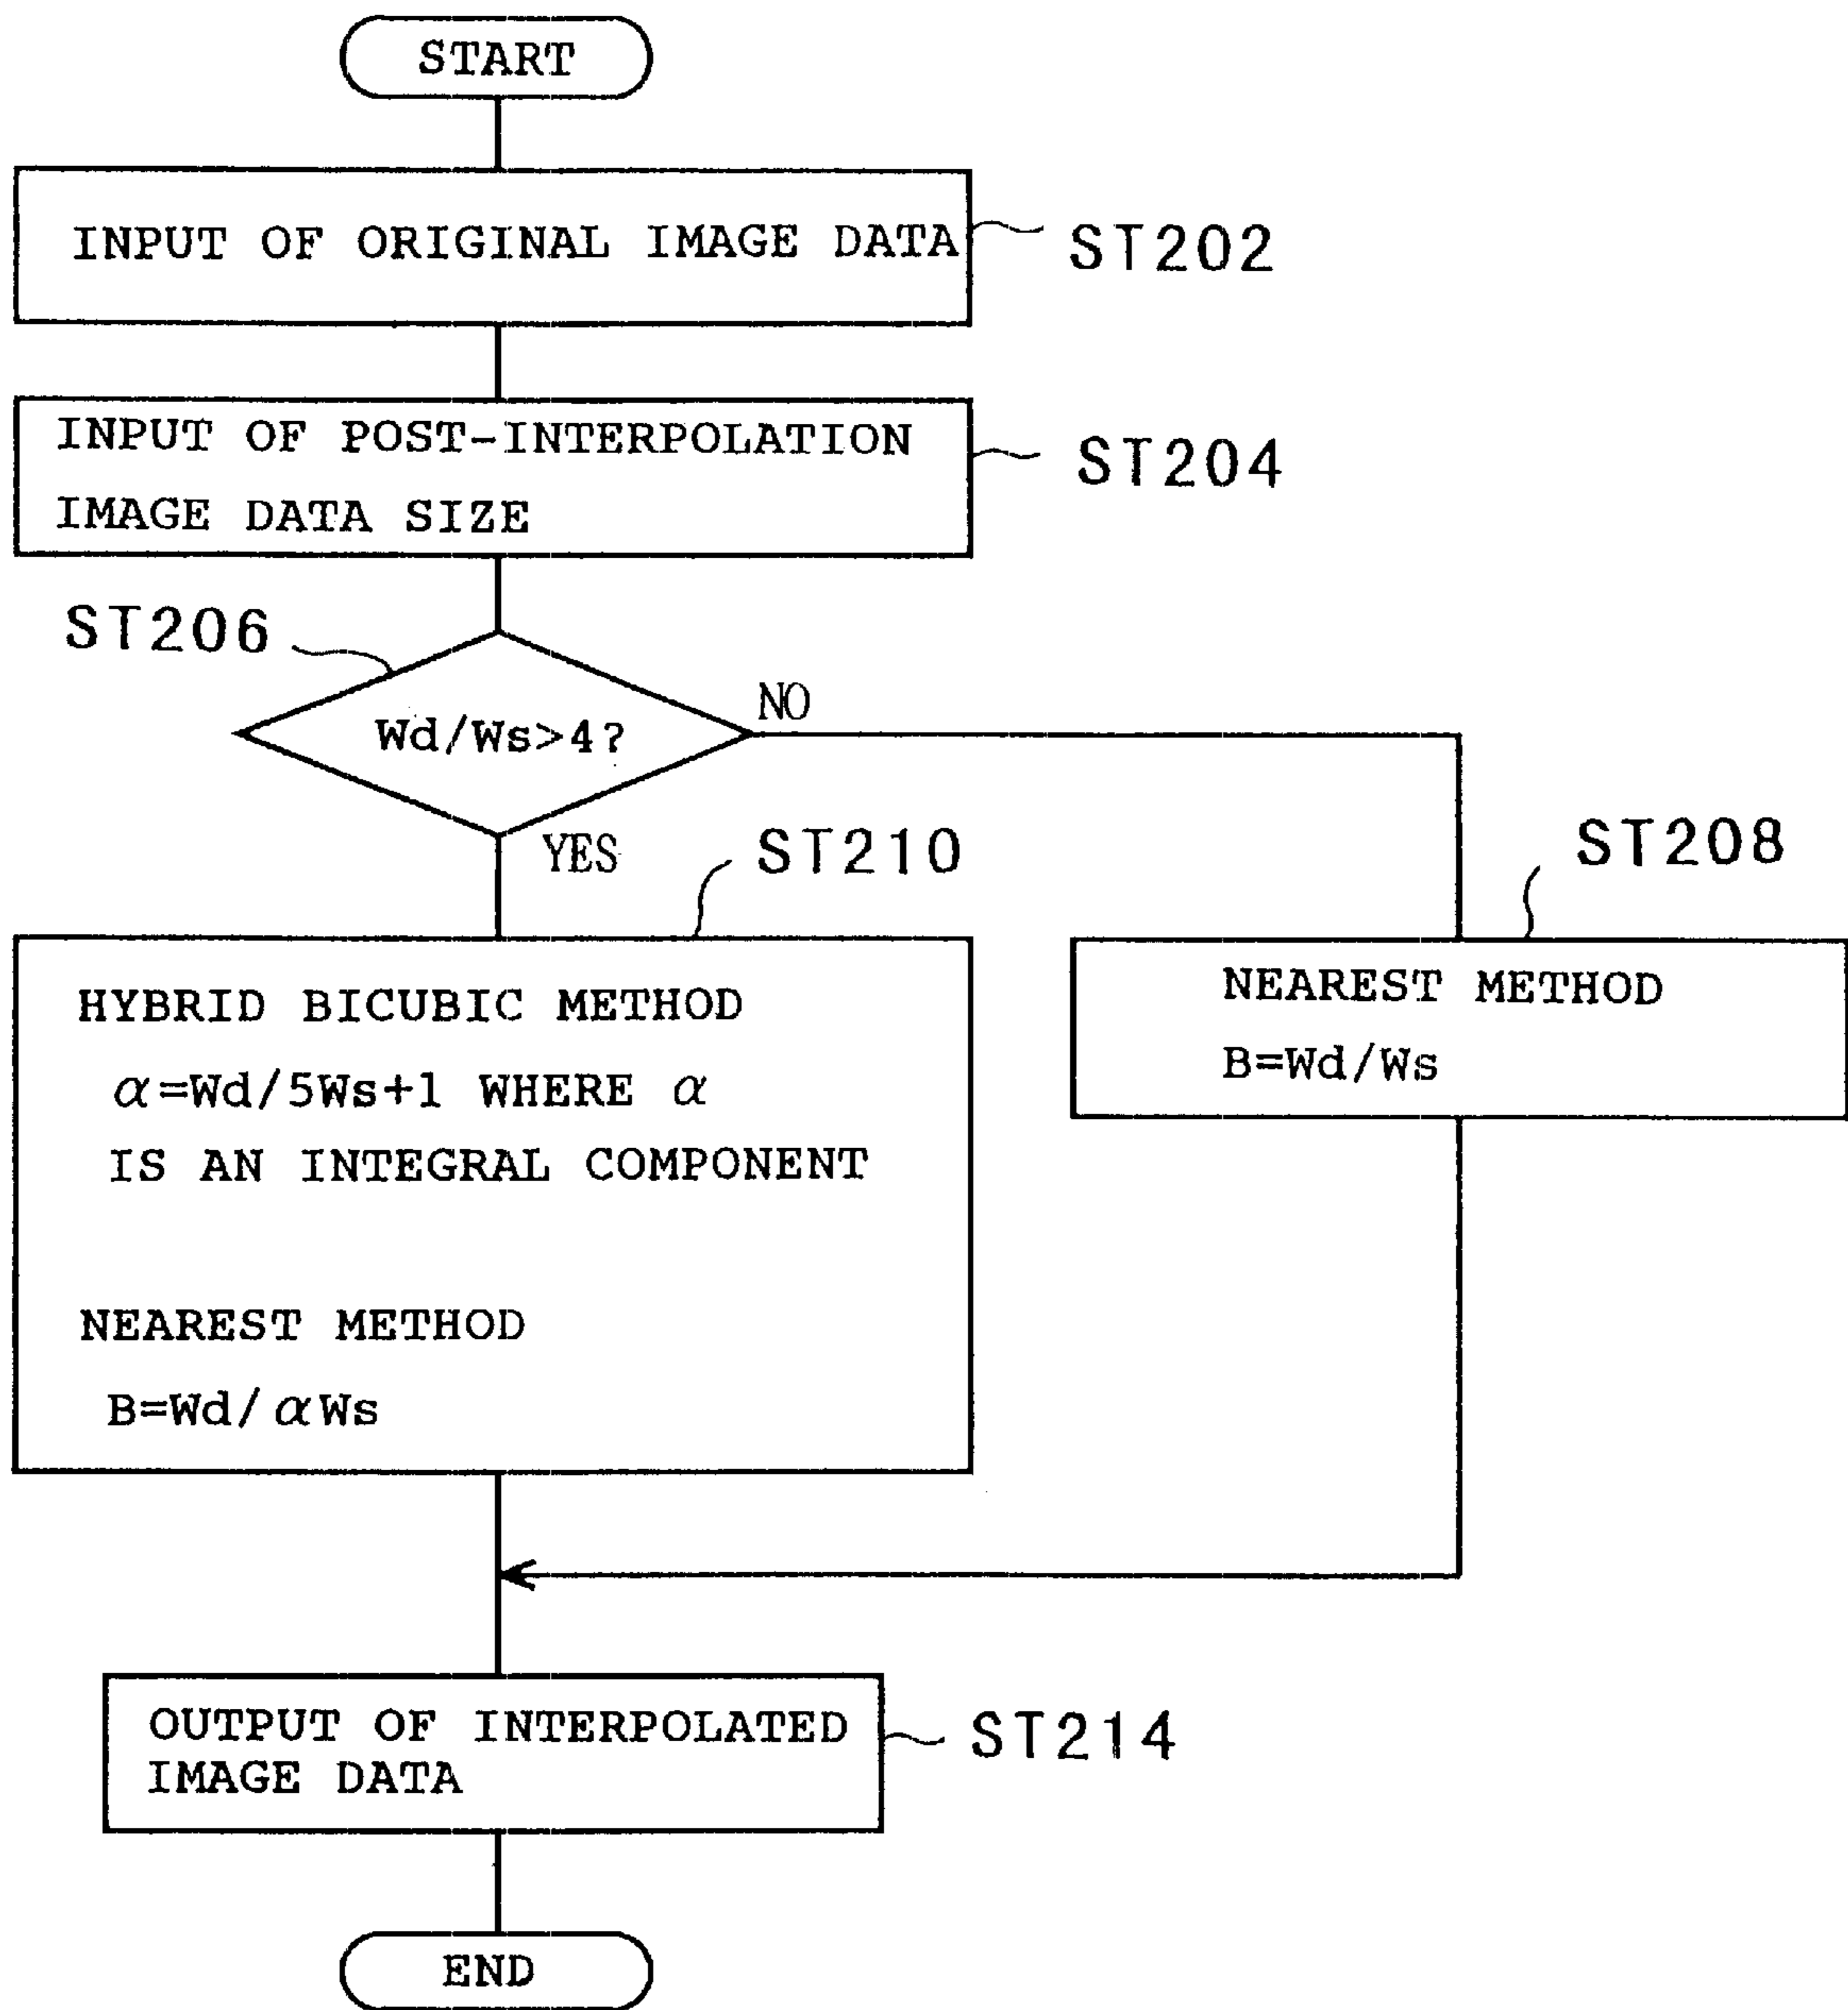 START
INPUT OF ORIGINAL IMAGE DATA
ST202
INPUT OF POST-INTERPOLATION
IMAGE DATA SIZE
ST204
ST206
Wd/Ws>4?
NO
YES
ST210
HYBRID BICUBIC METHOD
α=Wd/5Ws+1 WHERE α
IS AN INTEGRAL COMPONENT
NEAREST METHOD
B=Wd/αWs
ST208
NEAREST METHOD
B=Wd/Ws
OUTPUT OF INTERPOLATED
IMAGE DATA
ST214
END